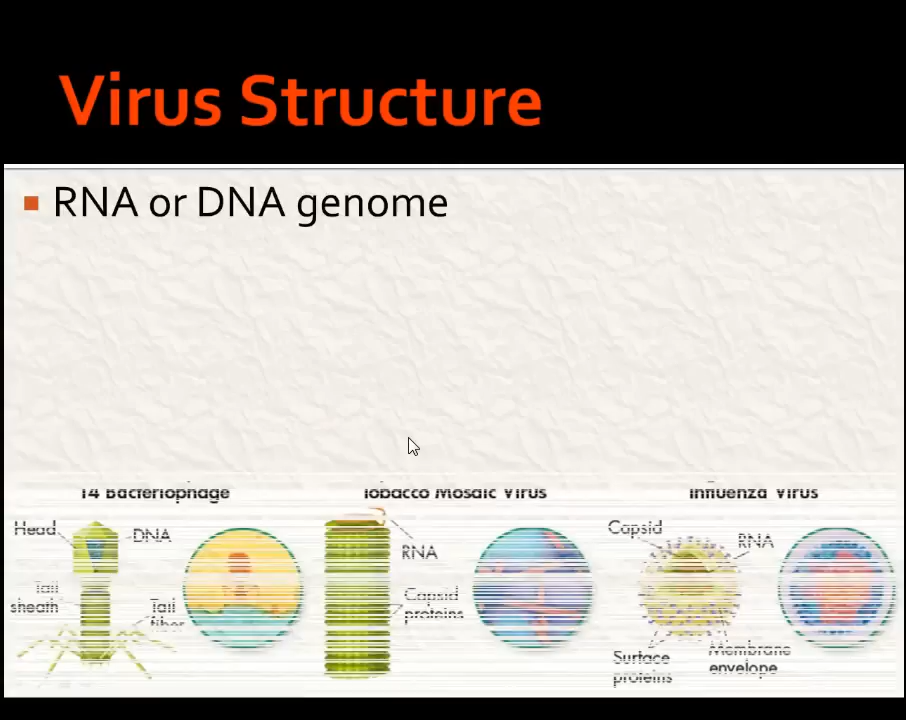 Virus Structure
RNA or DNA genome
T4 Bacteriophage
Tobacco Mosaic Virus
Influenza Virus
Head
DNA
Tail
sheath
Tail
fiber
RNA
Capsid
proteins
Capsid
RNA
Surface
proteins
Membrane
envelope